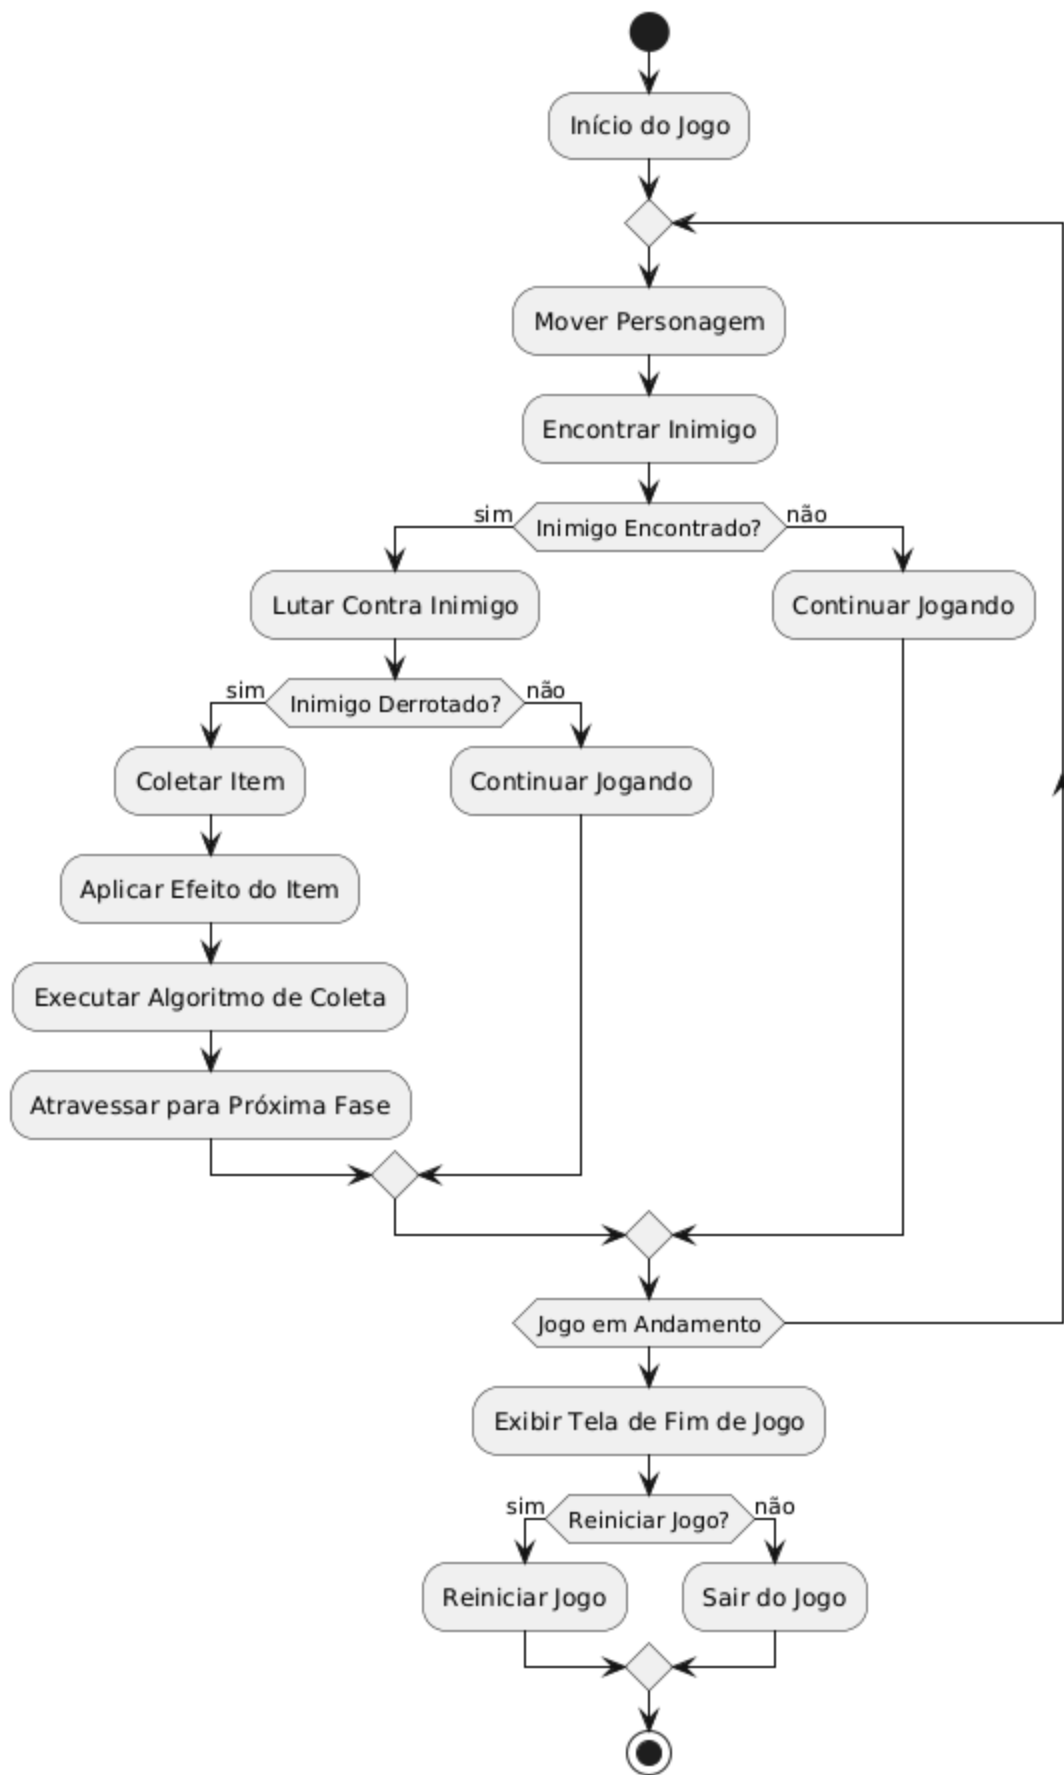 Início do Jogo
Mover Personagem
Encontrar Inimigo
sim
Inimigo Encontrado?
não
Lutar Contra Inimigo
Continuar Jogando
sim
Inimigo Derrotado?
não
Coletar Item
Continuar Jogando
Aplicar Efeito do Item
Executar Algoritmo de Coleta
Atravessar para Próxima Fase
Jogo em Andamento
Exibir Tela de Fim de Jogo
sim
Reiniciar Jogo?
não
Reiniciar Jogo
Sair do Jogo